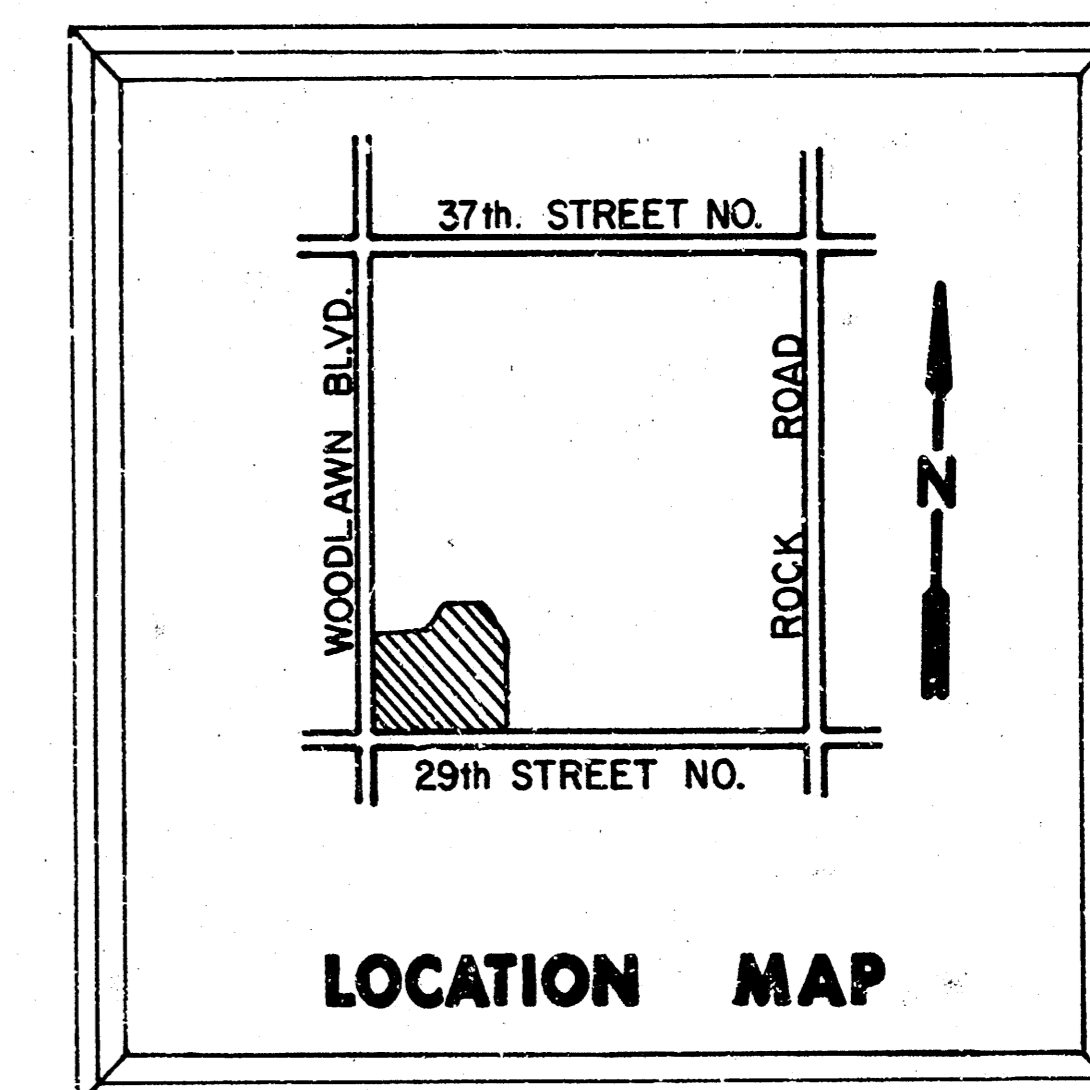 37th. STREET NO.
WOODLAWN BLVD.
ROCK ROAD
N
29th STREET NO.
LOCATION MAP